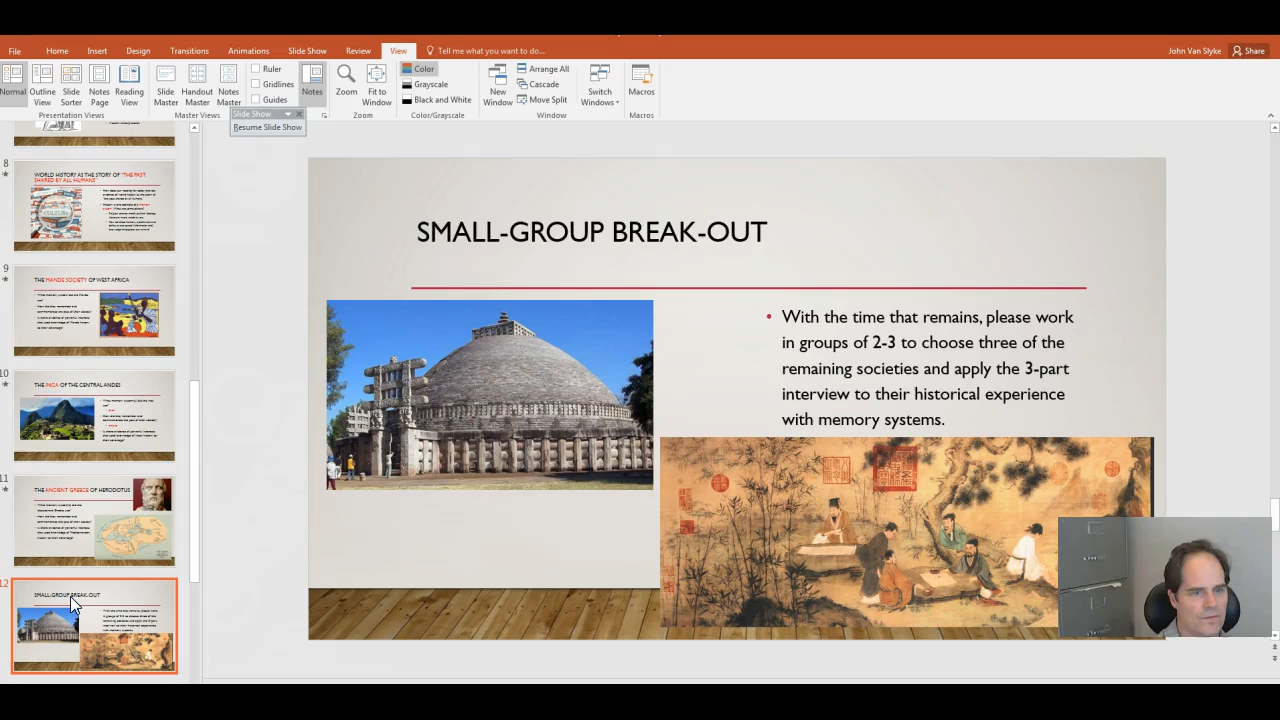 File Home Insert Design Transitions Animations Slide Show Review View Tell me what you want to do... John Van Slyke Share
Normal Outline View Slide Sorter Notes Page Reading View
Presentation Views
Slide Master Handout Master Notes Master
Master Views
Ruler
Gridlines
Guides
Notes
Zoom Fit to Window
Zoom
Color
Grayscale
Black and White
Color/Grayscale
New Window
Arrange All
Cascade
Move Split
Switch Windows
Window
Macros
Macros
Slide Show
Resume Slide Show
8
WORLD HISTORY AS THE STORY OF "THE PAST
SHARED BY ALL HUMANS"
9
THE MANDE SOCIETY OF WEST AFRICA
10
THE INCA OF THE CENTRAL ANDES
11
THE ANCIENT GREECE OF HERODOTUS
12
SMALL-GROUP BREAK-OUT
SMALL-GROUP BREAK-OUT
• With the time that remains, please work
in groups of 2-3 to choose three of the
remaining societies and apply the 3-part
interview to their historical experience
with memory systems.